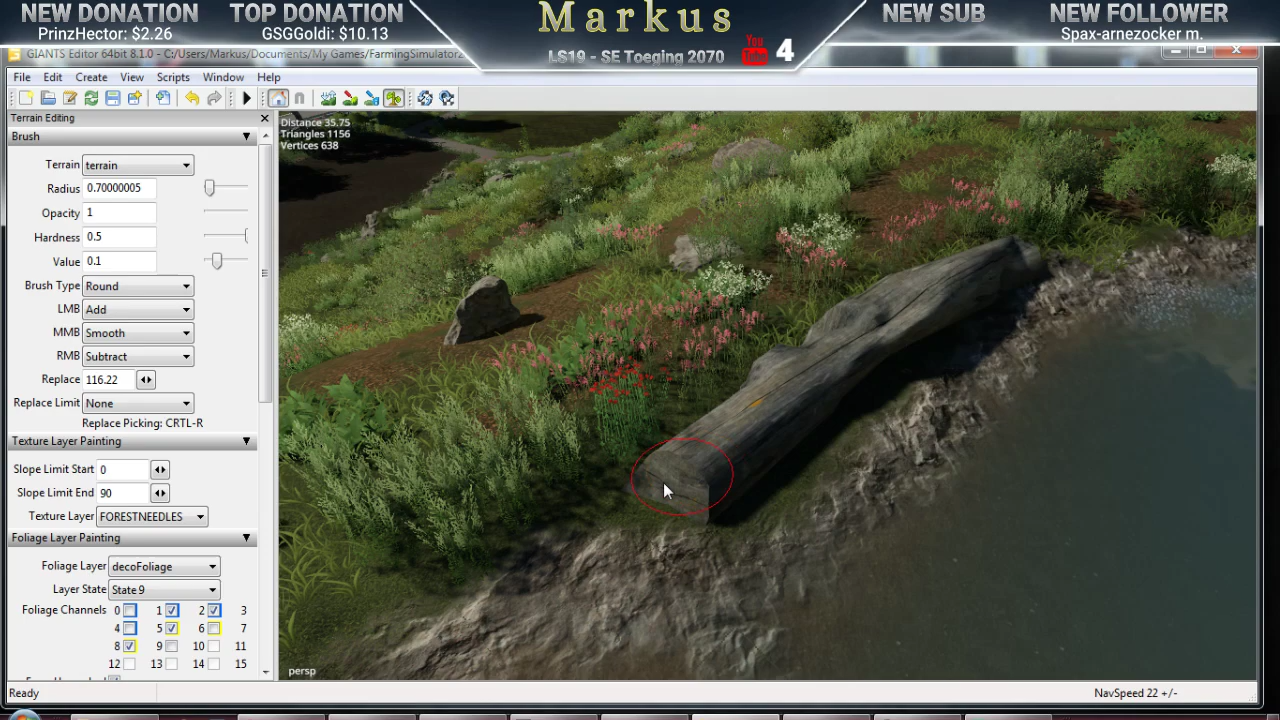 NEW DONATION
PrinzHector: $2.26
TOP DONATION
GSGGoldi: $10.13
Markus
LS19 - SE Toeging 2070
You
Tube
4
NEW SUB
NEW FOLLOWER
Spax-arnezocker m.
GIANTS Editor 64bit 8.1.0 - C:/Users/Markus/Documents/My Games/FarmingSimulator2
File Edit Create View Scripts Window Help
Terrain Editing
Brush
Terrain terrain
Radius 0.70000005
Opacity 1
Hardness 0.5
Value 0.1
Brush Type Round
LMB Add
MMB Smooth
RMB Subtract
Replace 116.22
Replace Limit None
Replace Picking: CRTL-R
Texture Layer Painting
Slope Limit Start 0
Slope Limit End 90
Texture Layer FORESTNEEDLES
Foliage Layer Painting
Foliage Layer decoFoliage
Layer State State 9
Foliage Channels 0 1 2 3
4 5 6 7
8 9 10 11
12 13 14 15
Distance 35.75
Triangles 1156
Vertices 638
persp
Ready
NavSpeed 22 +/-